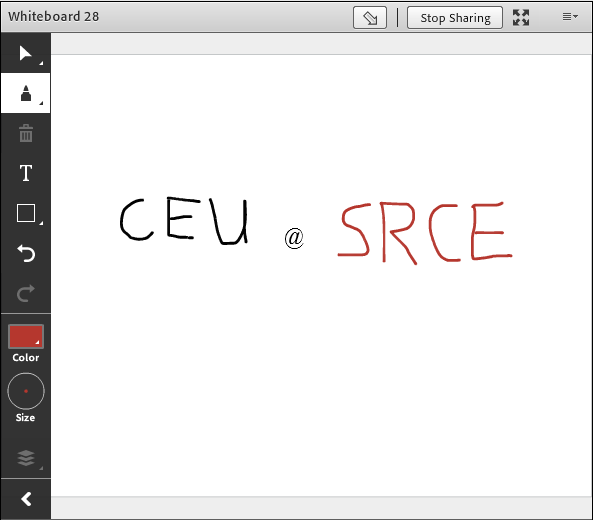 Whiteboard 28
Stop Sharing
T
CEU @ SRCE
Color
Size